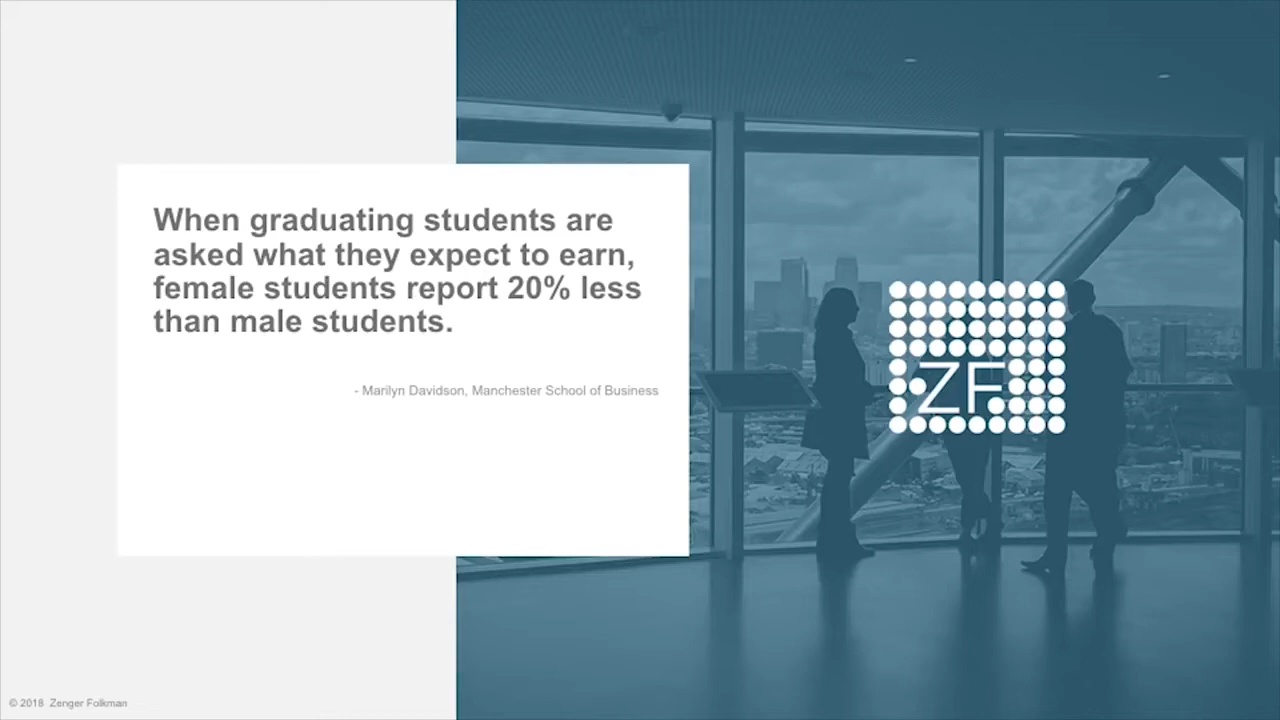 When graduating students are
asked what they expect to earn,
female students report 20% less
than male students.
- Marilyn Davidson, Manchester School of Business
ZF
© 2018 Zenger Folkman